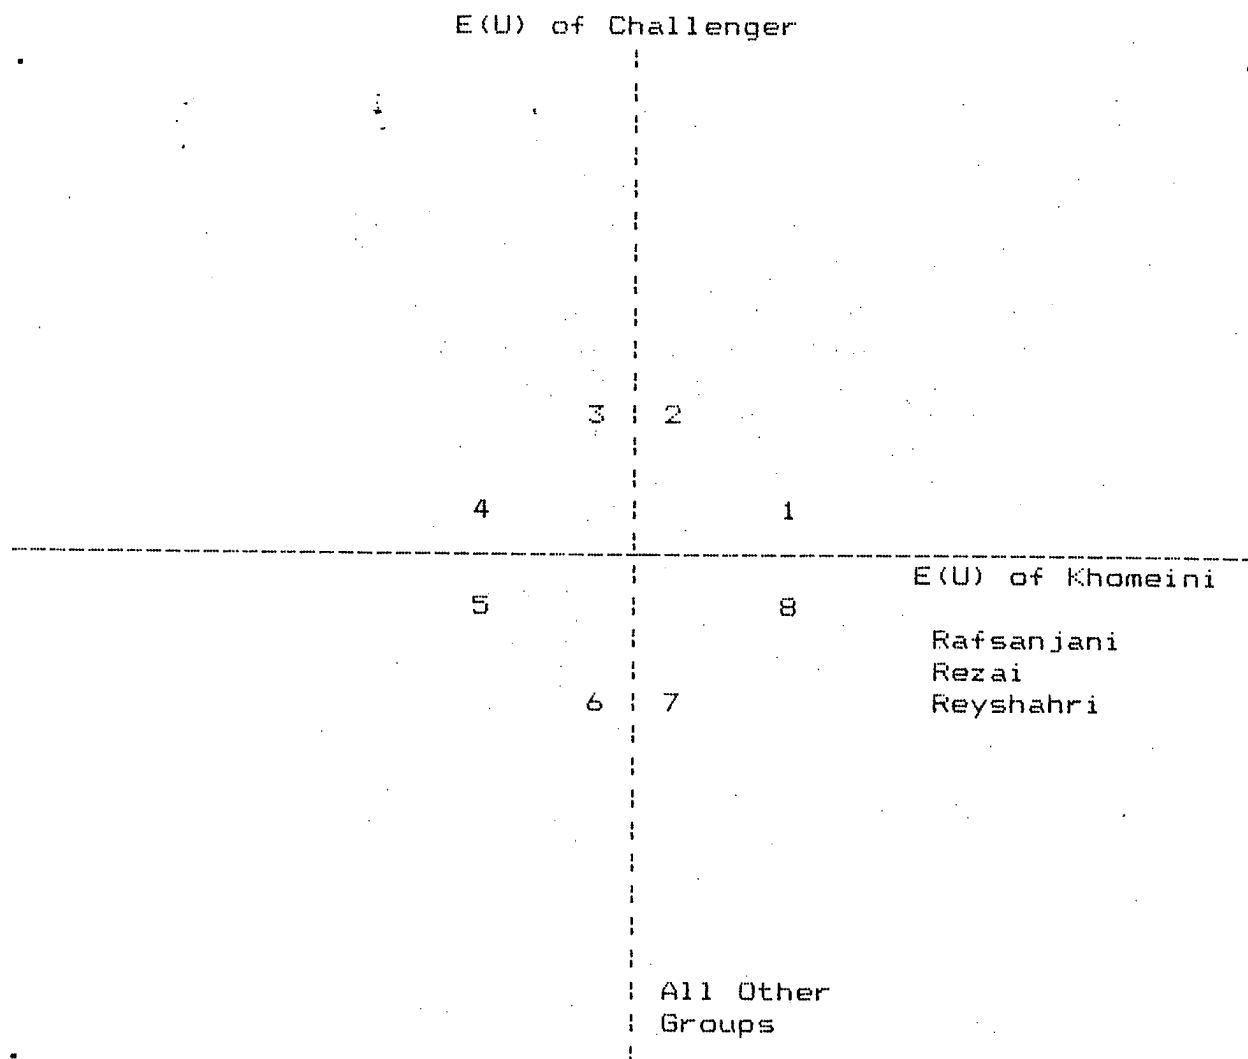 E(U) of Challenger
3 2
4 1
E(U) of Khomeini
5 8
Rafsanjani
Rezai
6 7 Reyshahri
All Other
Groups